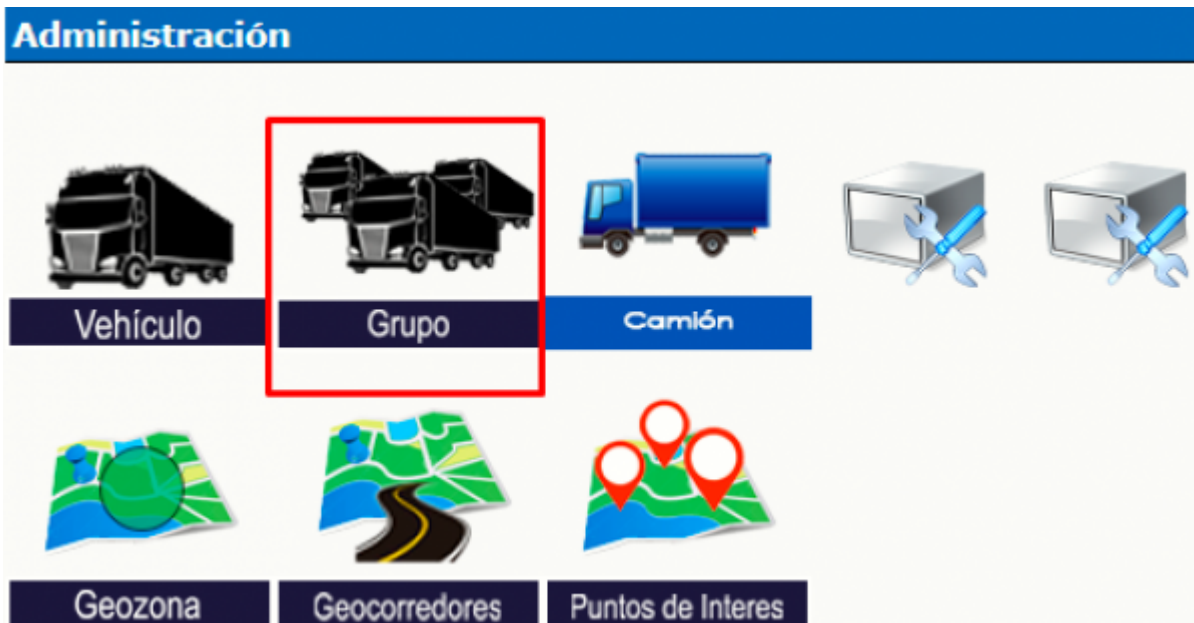 Administración
Vehículo
Grupo
Camión
Geozona
Geocorredores
Puntos de Interes